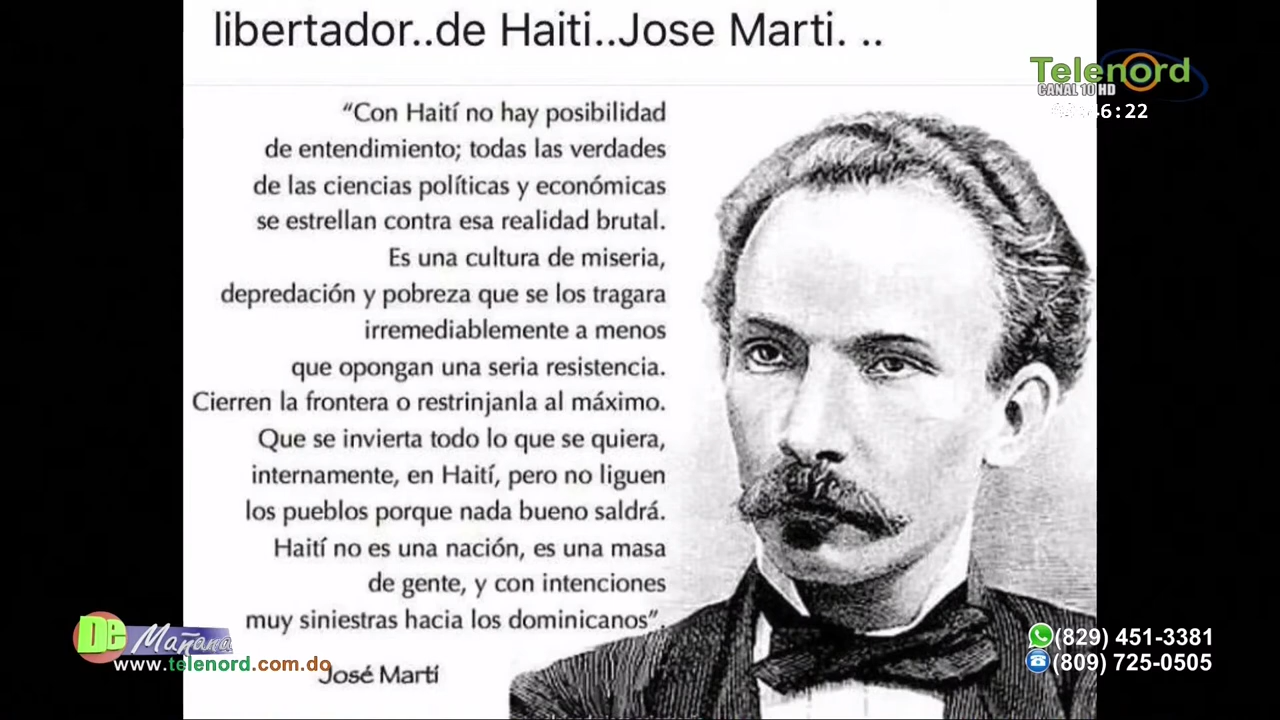 libertador..de Haiti..Jose Marti. ..
Telenord
CANAL 10 HD
46:22
“Con Haití no hay posibilidad
de entendimiento; todas las verdades
de las ciencias políticas y económicas
se estrellan contra esa realidad brutal.
Es una cultura de miseria,
depredación y pobreza que se los tragara
irremediablemente a menos
que opongan una seria resistencia.
Cierren la frontera o restrinjanla al máximo.
Que se invierta todo lo que se quiera,
internamente, en Haití, pero no liguen
los pueblos porque nada bueno saldrá.
Haití no es una nación, es una masa
de gente, y con intenciones
muy siniestras hacia los dominicanos”.
José Martí
De Mañana
www.telenord.com.do
(829) 451-3381
(809) 725-0505